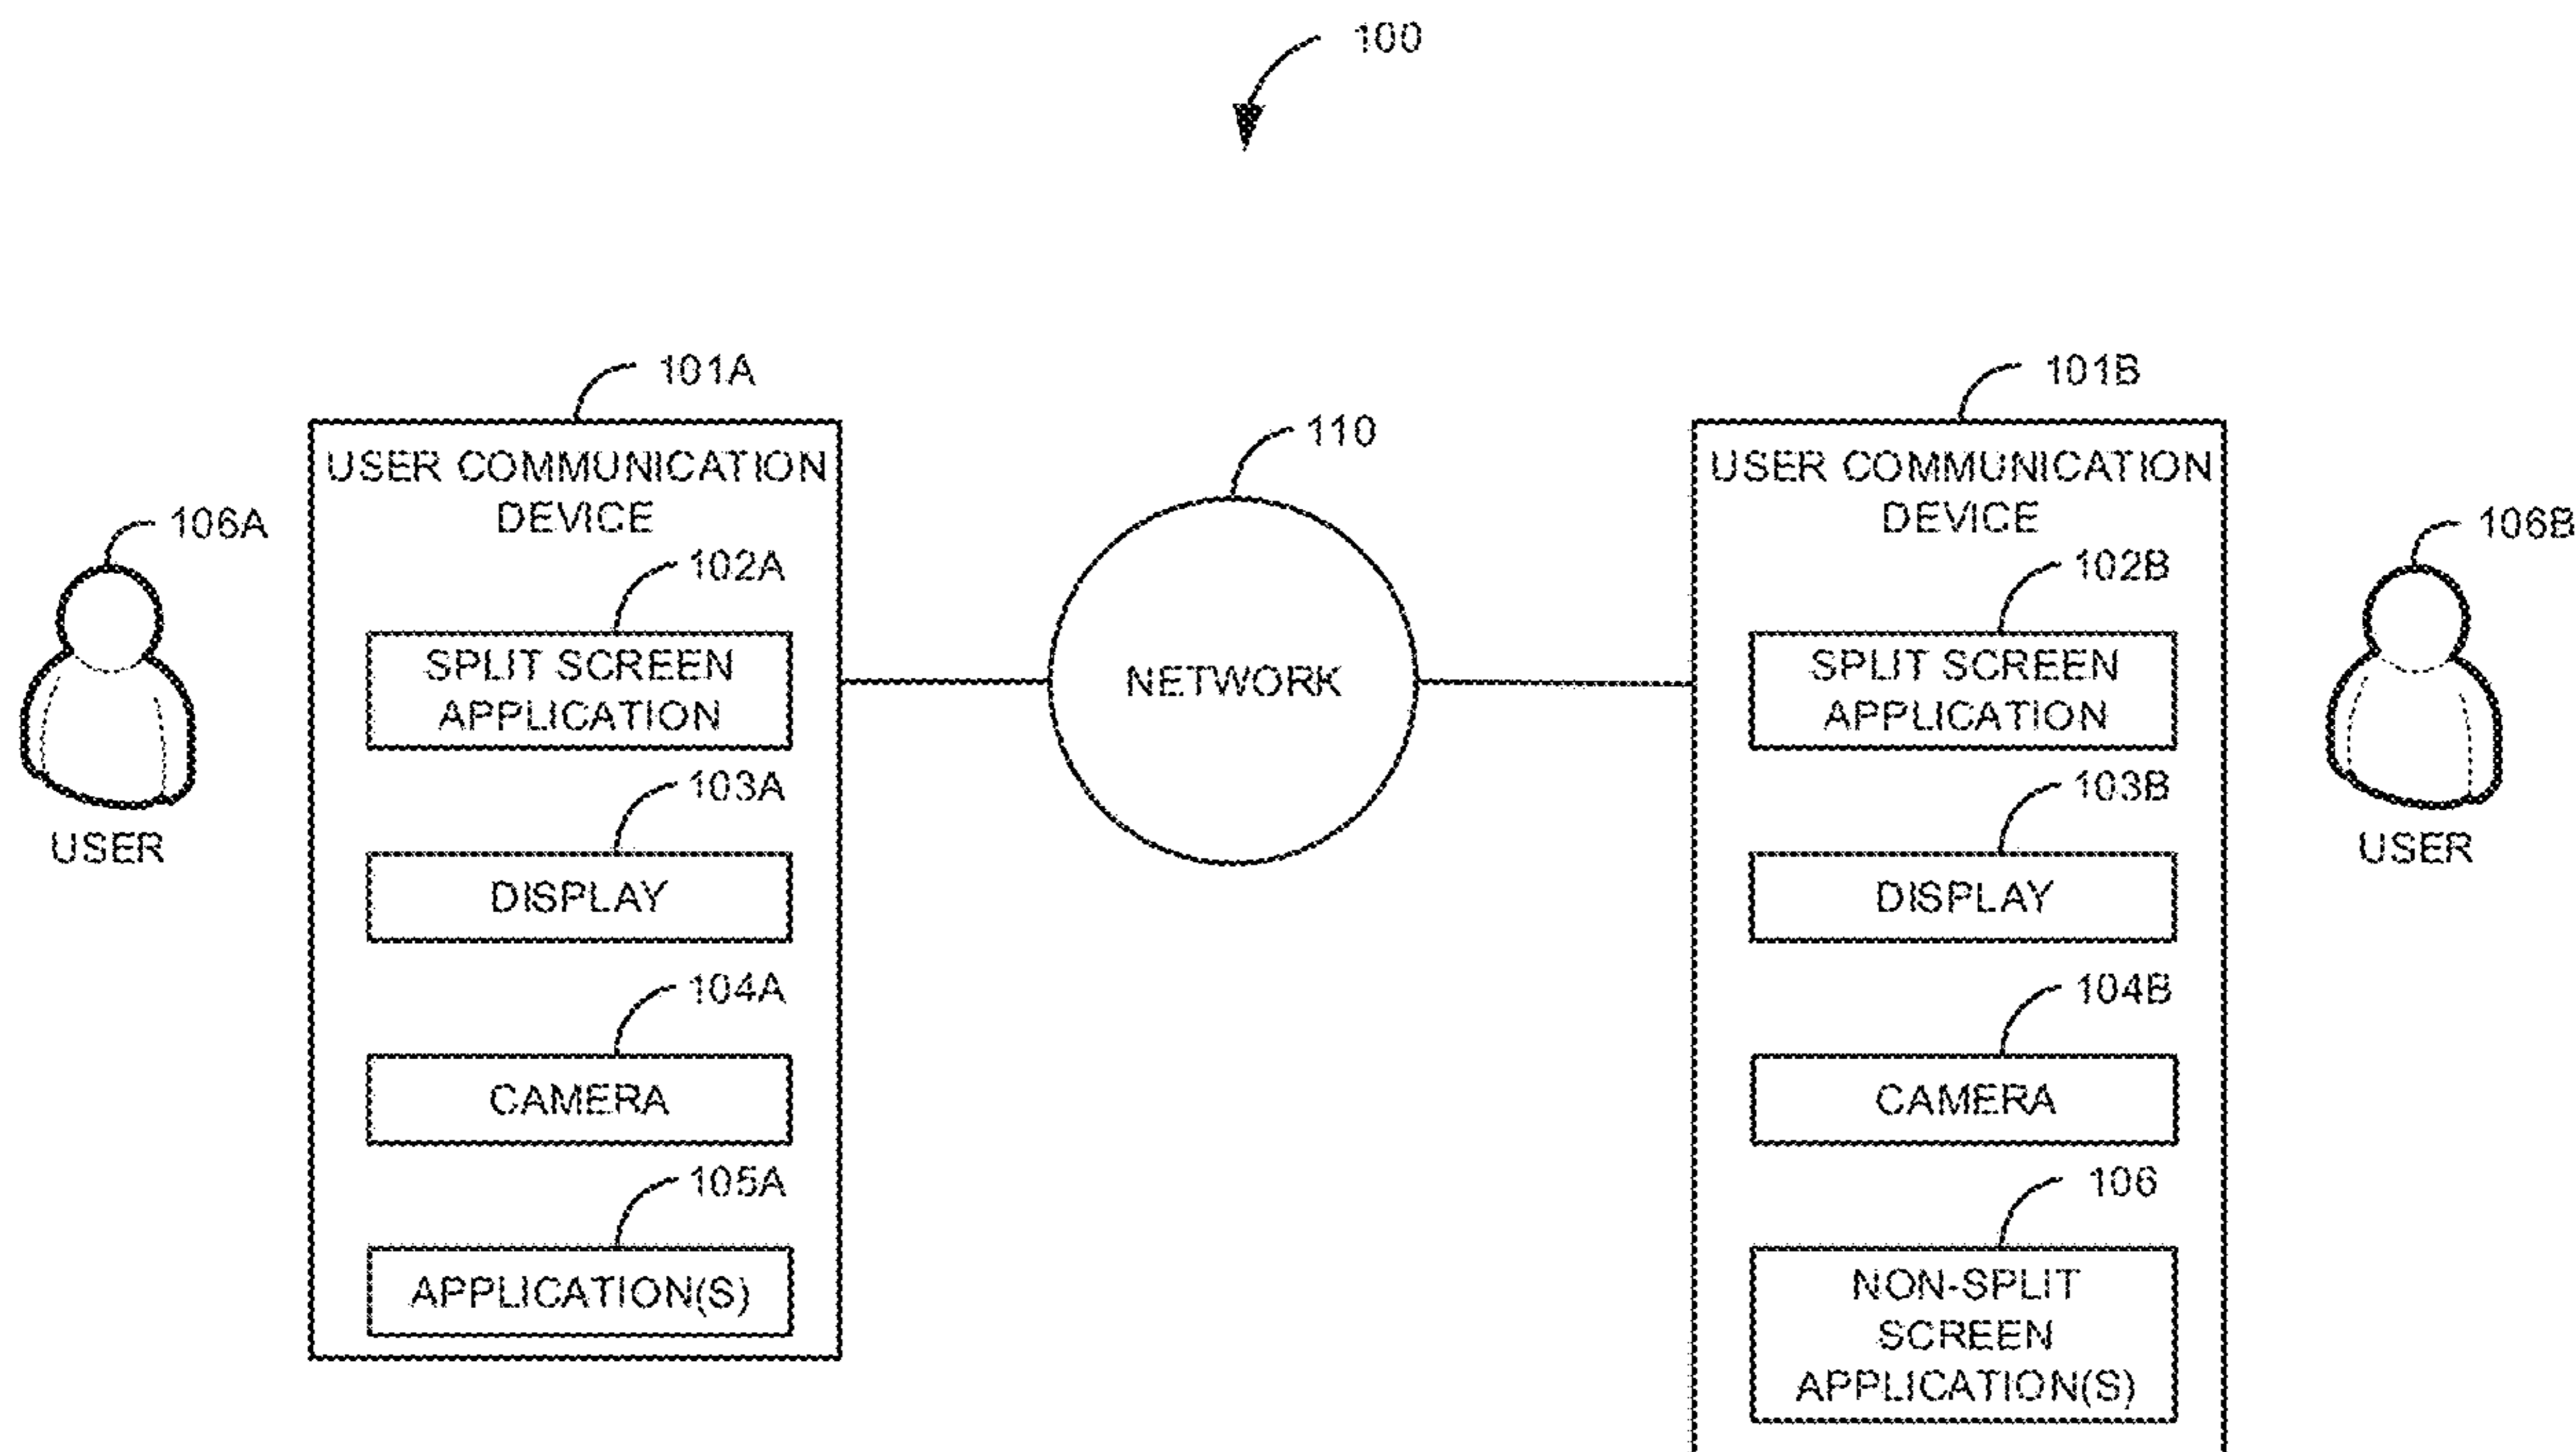 100
101A
USER COMMUNICATION
DEVICE
102A
SPLIT SCREEN
APPLICATION
103A
DISPLAY
104A
CAMERA
105A
APPLICATION(S)
106A
USER
110
NETWORK
101B
USER COMMUNICATION
DEVICE
102B
SPLIT SCREEN
APPLICATION
103B
DISPLAY
104B
CAMERA
106
NON-SPLIT
SCREEN
APPLICATION(S)
106B
USER